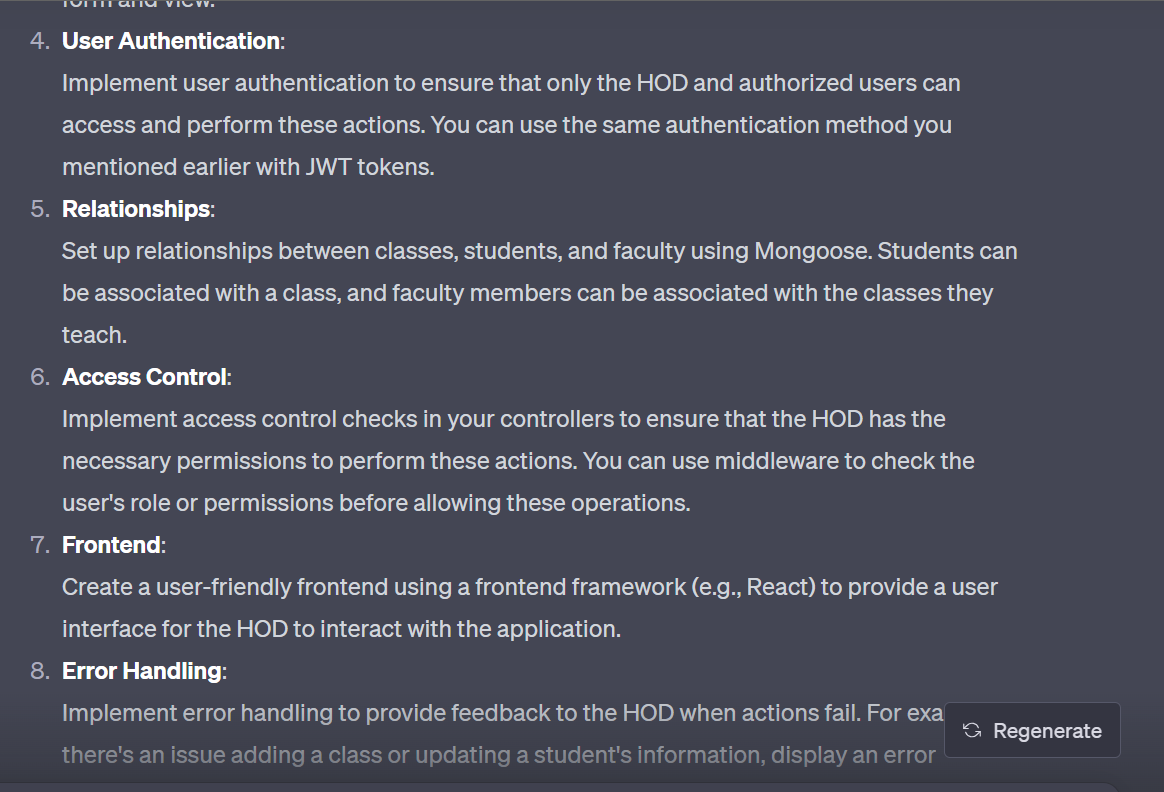 form and view.
4. User Authentication:
Implement user authentication to ensure that only the HOD and authorized users can
access and perform these actions. You can use the same authentication method you
mentioned earlier with JWT tokens.
5. Relationships:
Set up relationships between classes, students, and faculty using Mongoose. Students can
be associated with a class, and faculty members can be associated with the classes they
teach.
6. Access Control:
Implement access control checks in your controllers to ensure that the HOD has the
necessary permissions to perform these actions. You can use middleware to check the
user's role or permissions before allowing these operations.
7. Frontend:
Create a user-friendly frontend using a frontend framework (e.g., React) to provide a user
interface for the HOD to interact with the application.
8. Error Handling:
Implement error handling to provide feedback to the HOD when actions fail. For exa
there's an issue adding a class or updating a student's information, display an error
Regenerate